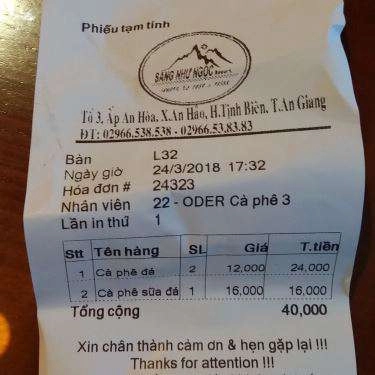 Phiếu tạm tính
SANG NHƯ NGỌC Resort
Tổ 3, Ấp An Hòa, X.An Hảo, H.Tịnh Biên, T.An Giang
ĐT: 02966.538.538 - 02966.53.83.83
Bàn L32
Ngày giờ 24/3/2018 17:32
Hóa đơn # 24323
Nhân viên 22 - ODER Cà phê 3
Lần in thứ 1
Stt Tên hàng SL Giá T.tiền
1 Cà phê đá 2 12,000 24,000
2 Cà phê sữa đá 1 16,000 16,000
Tổng cộng 40,000
Xin chân thành cảm ơn & hẹn gặp lại !!!
Thanks for attention !!!